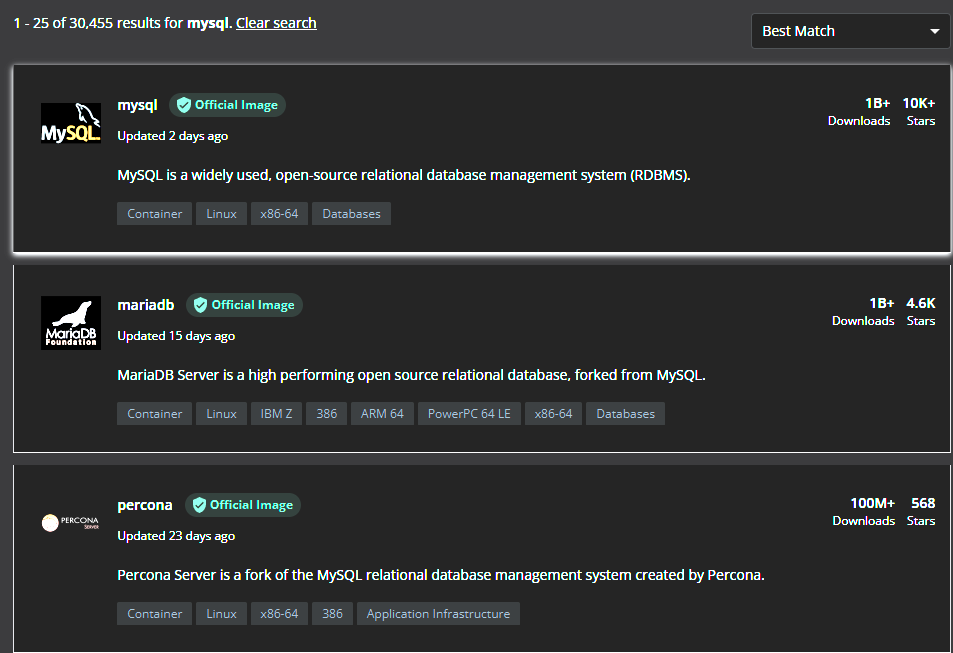 1 - 25 of 30,455 results for mysql. Clear search
Best Match
MySQL
mysql Official Image
1B+ 10K+
Downloads Stars
Updated 2 days ago
MySQL is a widely used, open-source relational database management system (RDBMS).
Container Linux x86-64 Databases
MariaDB
Foundation
mariadb Official Image
1B+ 4.6K
Downloads Stars
Updated 15 days ago
MariaDB Server is a high performing open source relational database, forked from MySQL.
Container Linux IBM Z 386 ARM 64 PowerPC 64 LE x86-64 Databases
PERCONA
SERVER
percona Official Image
100M+ 568
Downloads Stars
Updated 23 days ago
Percona Server is a fork of the MySQL relational database management system created by Percona.
Container Linux x86-64 386 Application Infrastructure